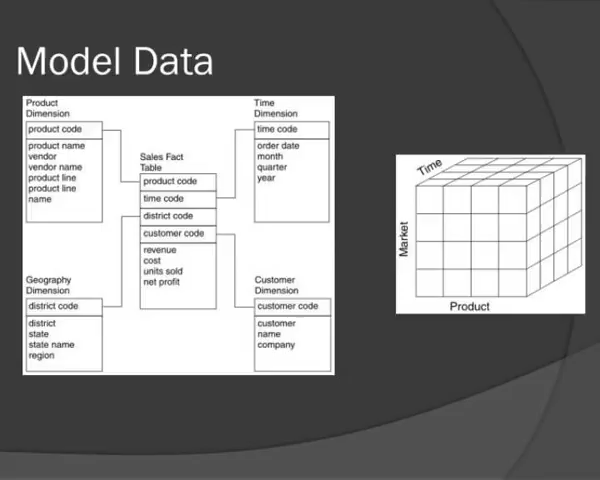 Model Data
Product
Dimension
product code
product name
vendor
vendor name
product line
product line
name
Time
Dimension
time code
order date
month
quarter
year
Sales Fact
Table
product code
time code
district code
customer code
revenue
cost
units sold
net profit
Geography
Dimension
district code
district
state
state name
region
Customer
Dimension
customer code
customer
name
company
Time
Market
Product